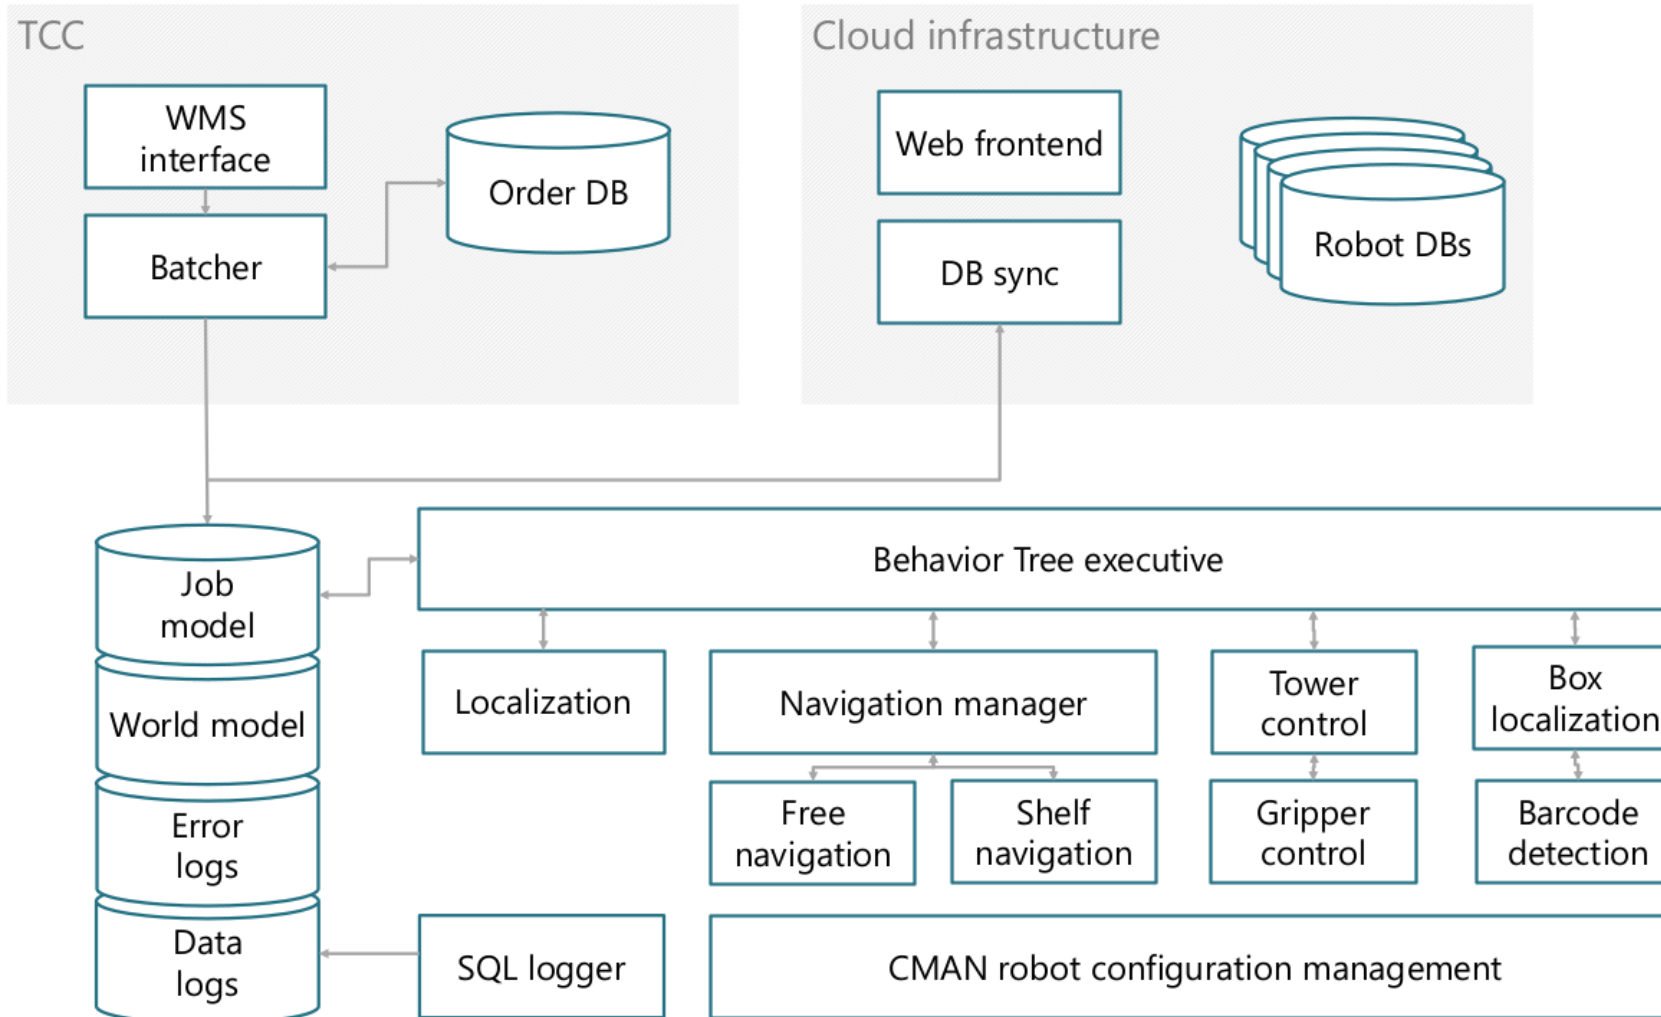 TCC
WMS
interface
Batcher
Order DB
Cloud infrastructure
Web frontend
DB sync
Robot DBs
Job
model
World model
Error
logs
Data
logs
Behavior Tree executive
Localization
Navigation manager
Free
navigation
Shelf
navigation
Tower
control
Gripper
control
Box
localization
Barcode
detection
SQL logger
CMAN robot configuration management